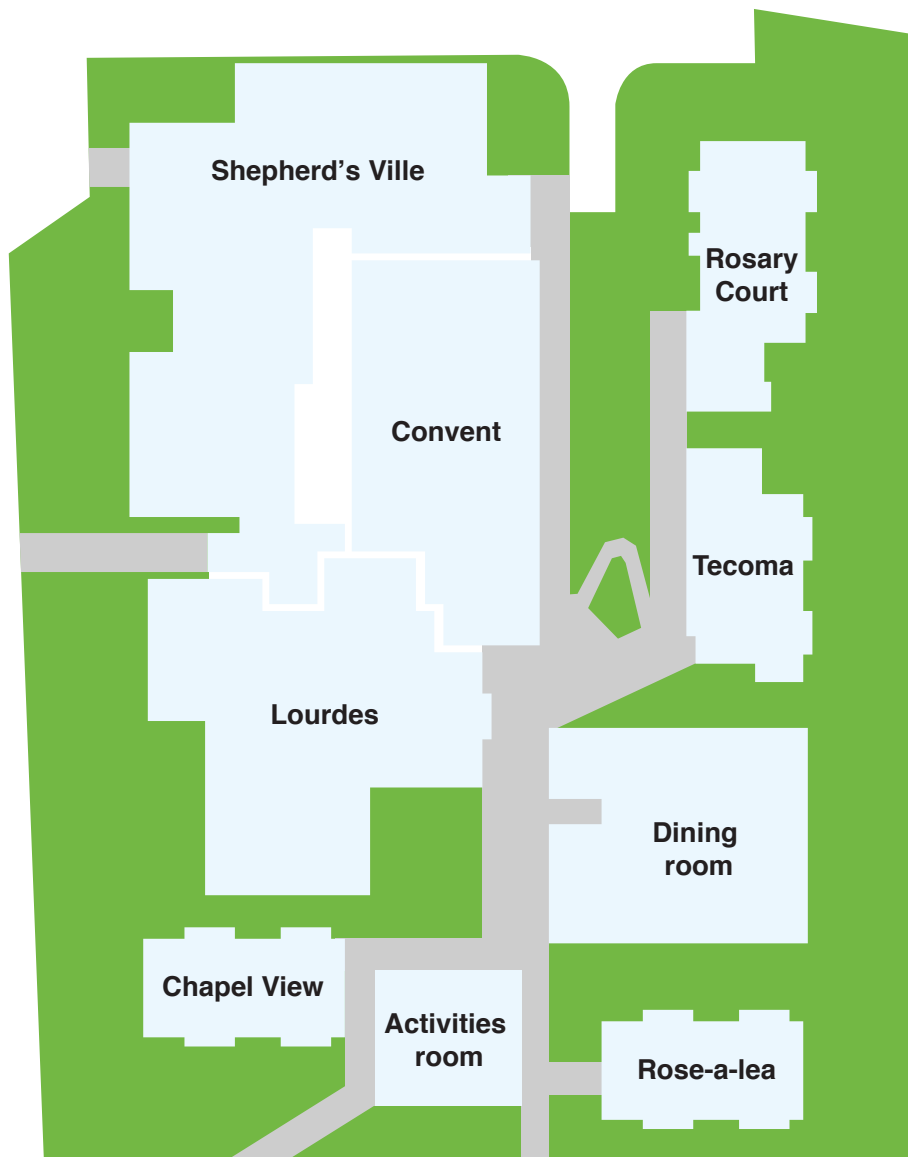 Shepherd's Ville
Rosary
Court
Convent
Tecoma
Lourdes
Dining
room
Chapel View
Activities
room
Rose-a-lea